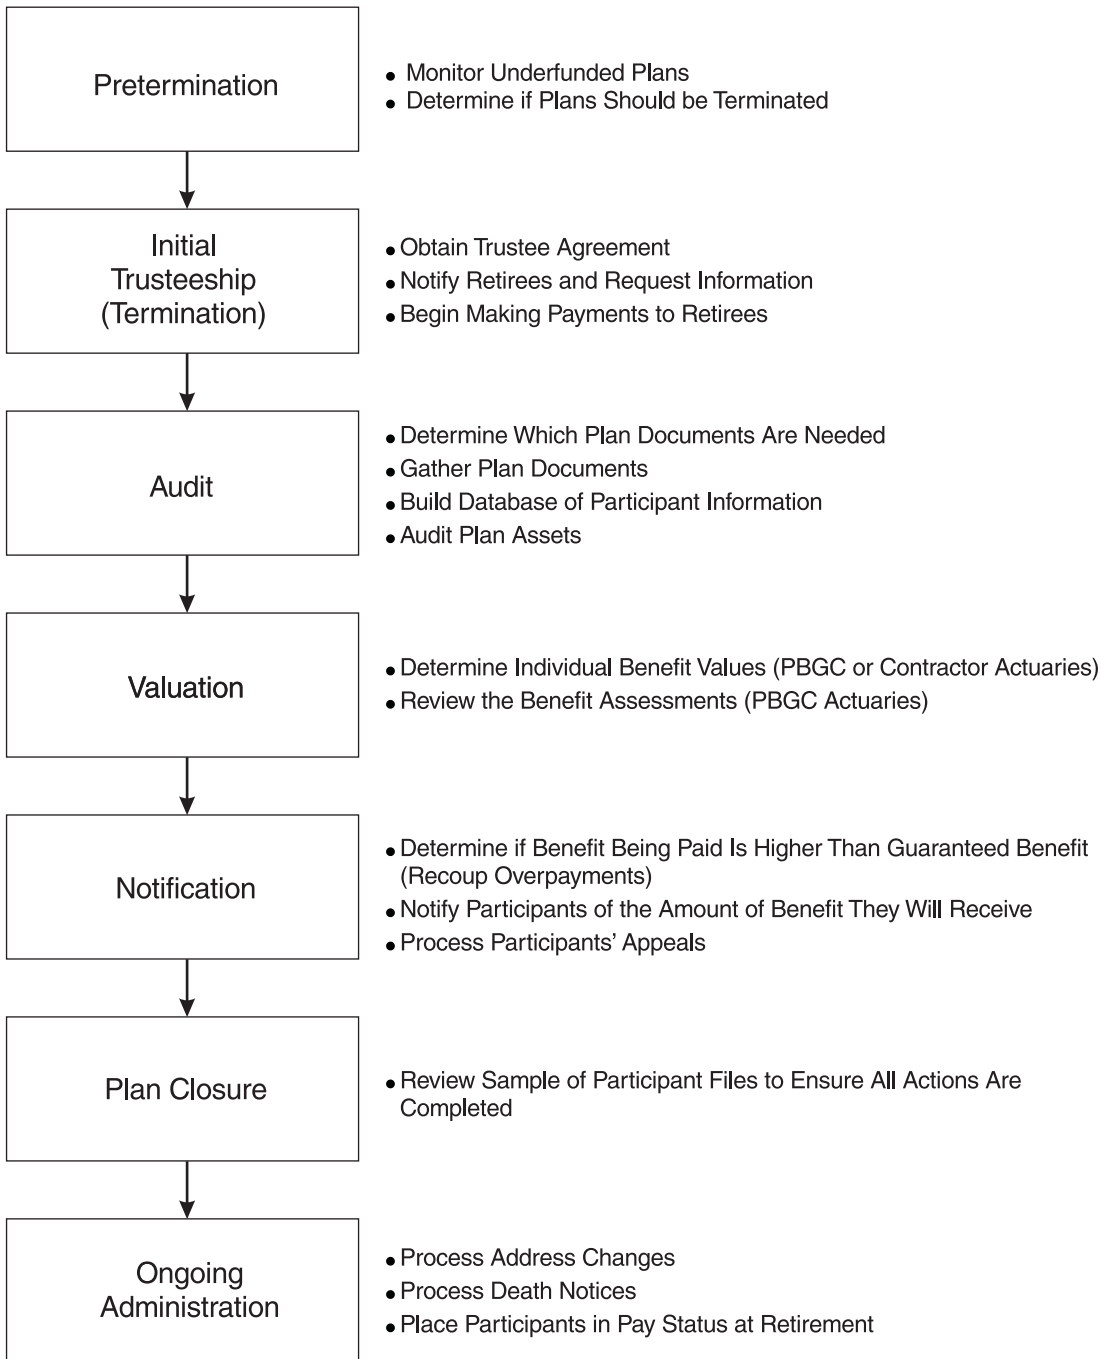 Pretermination
• Monitor Underfunded Plans
• Determine if Plans Should be Terminated
Initial
Trusteeship
(Termination)
• Obtain Trustee Agreement
• Notify Retirees and Request Information
• Begin Making Payments to Retirees
Audit
• Determine Which Plan Documents Are Needed
• Gather Plan Documents
• Build Database of Participant Information
• Audit Plan Assets
Valuation
• Determine Individual Benefit Values (PBGC or Contractor Actuaries)
• Review the Benefit Assessments (PBGC Actuaries)
Notification
• Determine if Benefit Being Paid Is Higher Than Guaranteed Benefit
(Recoup Overpayments)
• Notify Participants of the Amount of Benefit They Will Receive
• Process Participants' Appeals
Plan Closure
• Review Sample of Participant Files to Ensure All Actions Are
Completed
Ongoing
Administration
• Process Address Changes
• Process Death Notices
• Place Participants in Pay Status at Retirement